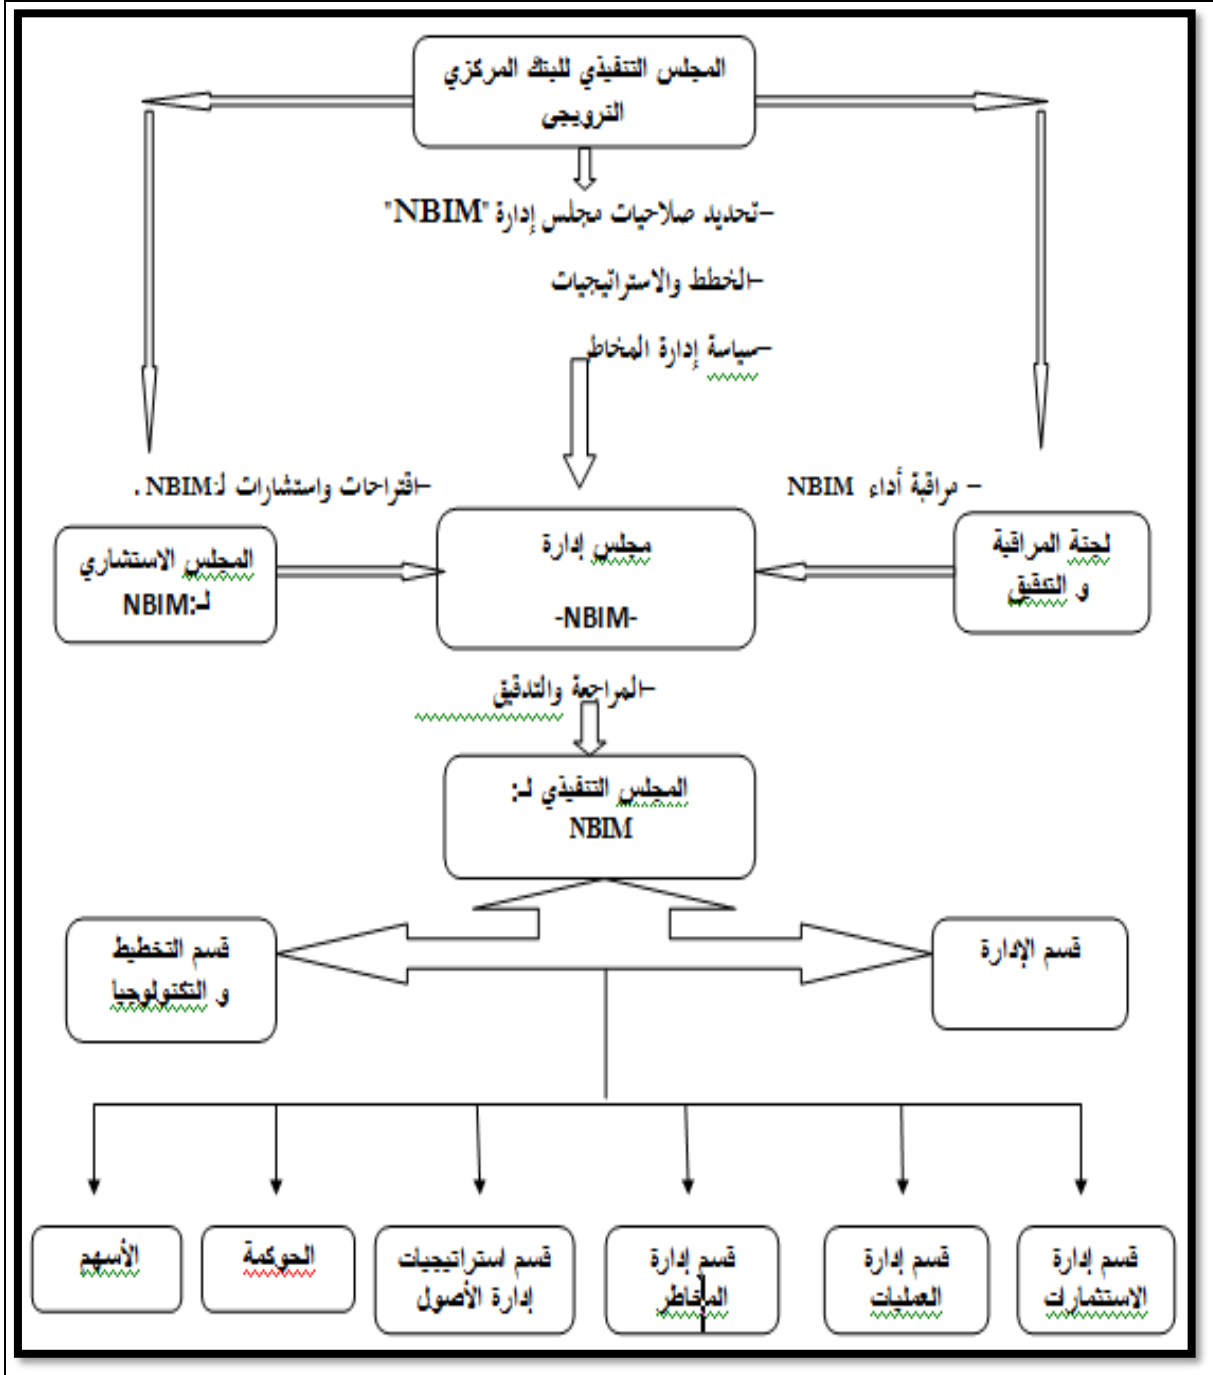 المجلس التنفيذي للبنك المركزي
النرويجي
-تحديد صلاحيات مجلس إدارة "NBIM"
-الخطط والاستراتيجيات
-سياسة إدارة المخاطر
- مراقبة أداء NBIM
-اقتراحات واستشارات لـ:NBIM .
لجنة المراقبة
و التدقيق
مجلس إدارة
-NBIM-
المجلس الاستشاري
لـ:NBIM
-المراجعة والتدقيق
المجلس التنفيذي لـ:
NBIM
قسم الإدارة
قسم التخطيط
و التكنولوجيا
قسم إدارة
الاستثمارات
قسم إدارة
العمليات
قسم إدارة
المخاطر
قسم استراتيجيات
إدارة الأصول
الحوكمة
الأسهم